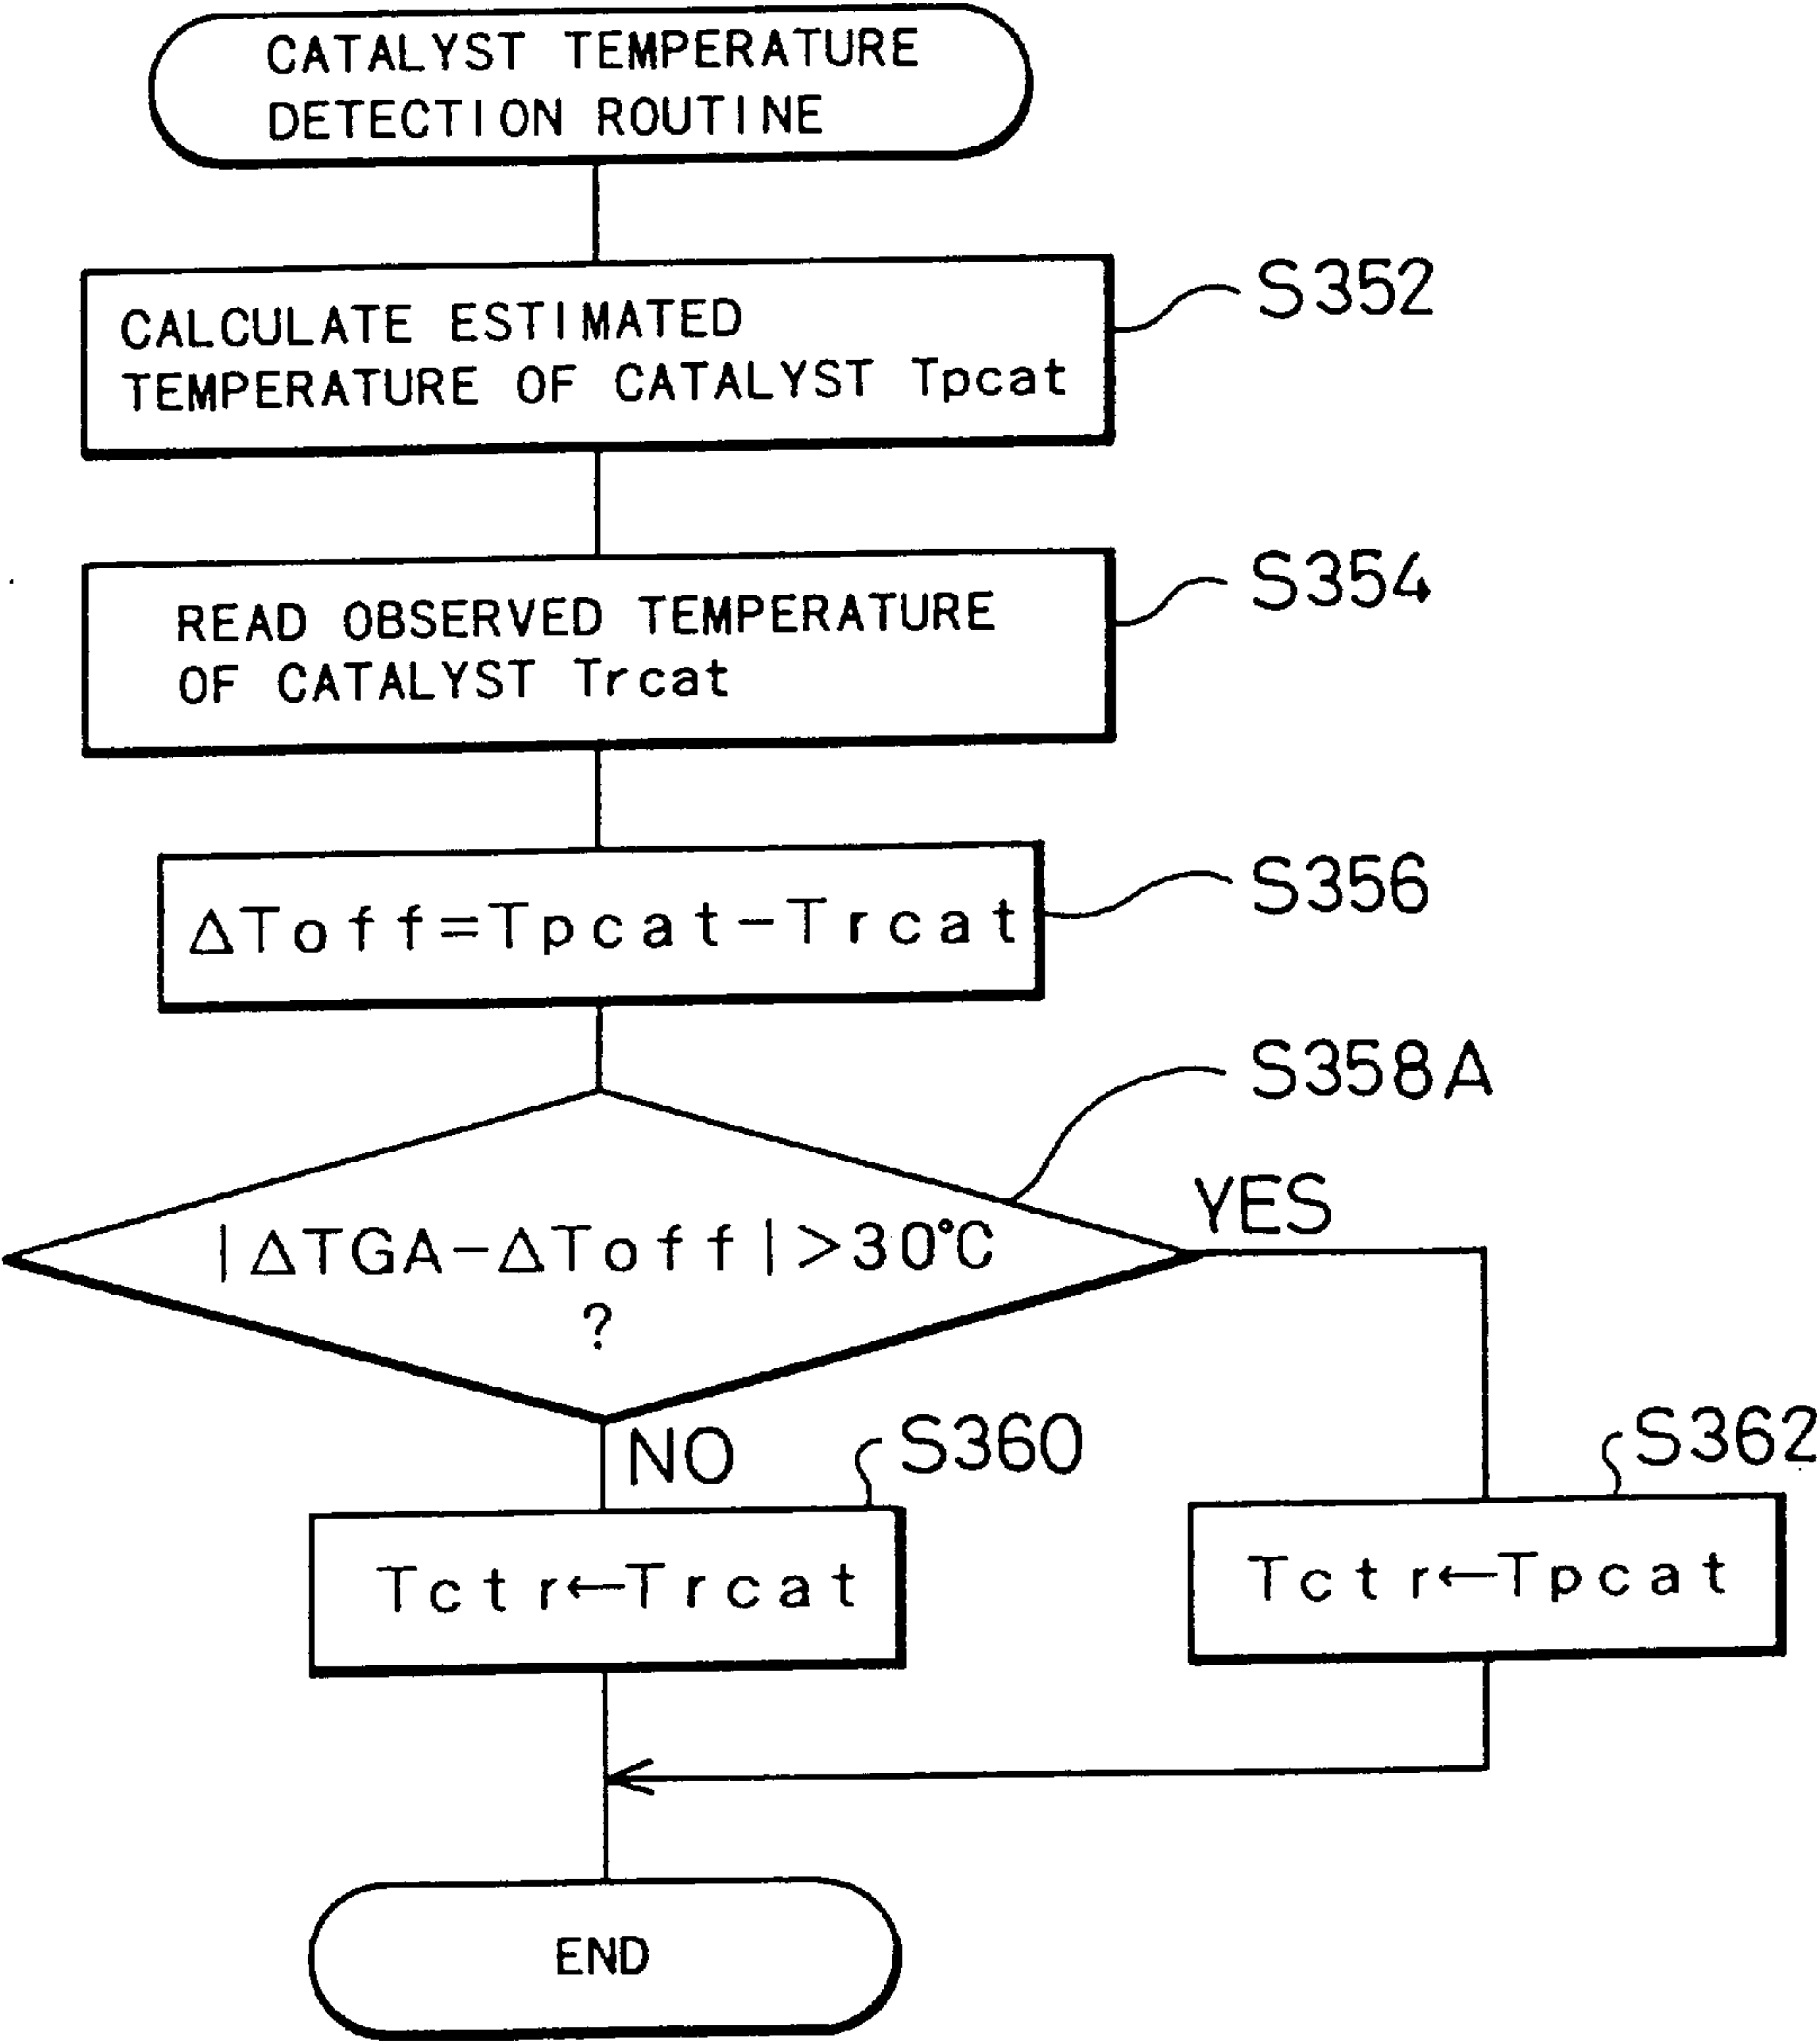 CATALYST TEMPERATURE
DETECTION ROUTINE
S352
CALCULATE ESTIMATED
TEMPERATURE OF CATALYST Tpcat
S354
READ OBSERVED TEMPERATURE
OF CATALYST Trcat
S356
ΔToff=Tpcat-Trcat
S358A
YES
|ΔTGA-ΔToff|>30℃
?
NO
S360
S362
Tctr←Trcat
Tctr←Tpcat
END